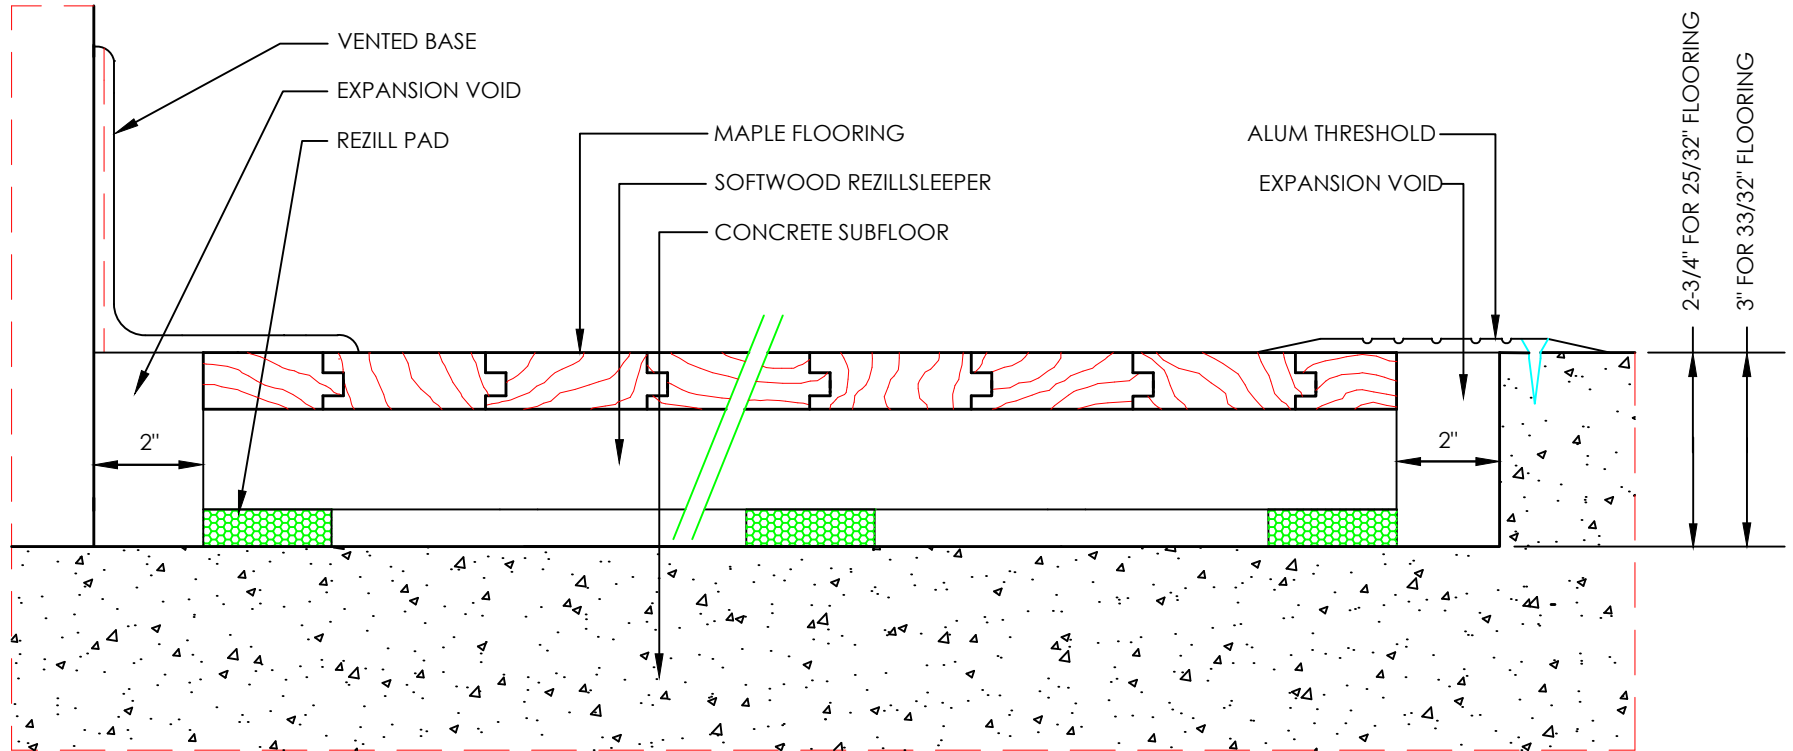 VENTED BASE
EXPANSION VOID
REZILL PAD
MAPLE FLOORING
SOFTWOOD REZILLSLEEPER
CONCRETE SUBFLOOR
ALUM THRESHOLD
EXPANSION VOID
2-3/4" FOR 25/32" FLOORING
3" FOR 33/32" FLOORING
2"
2"